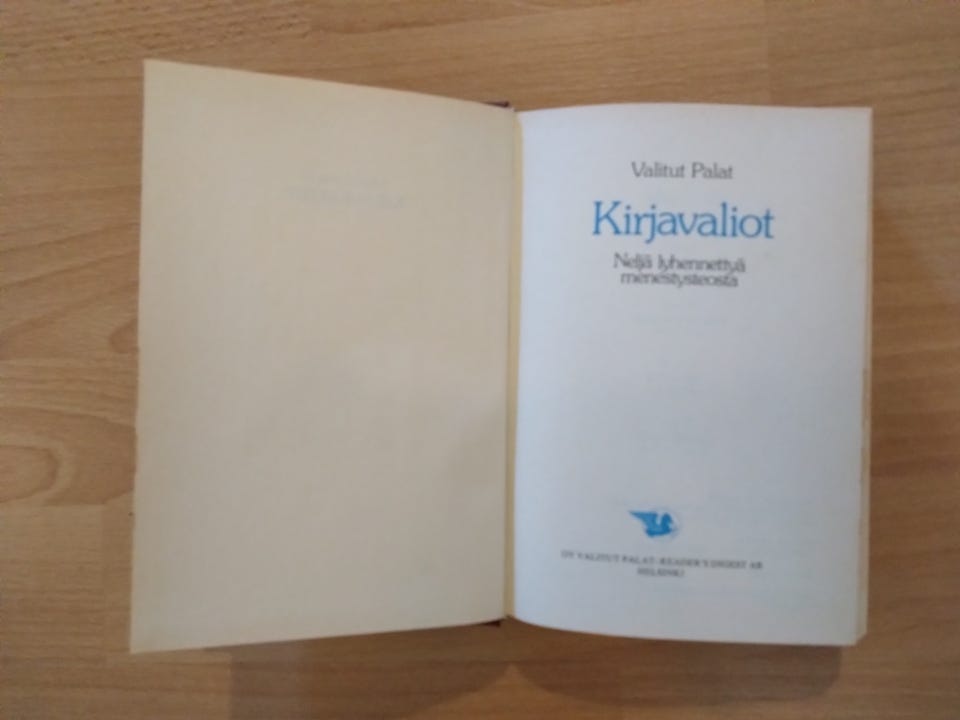 Valitut Palat
Kirjavaliot
Neljä lyhennettyä
menestysteosta
OY VALITUT PALAT-READER'S DIGEST AB
HELSINKI